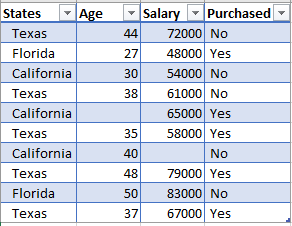 States Age Salary Purchased
Texas 44 72000 No
Florida 27 48000 Yes
California 30 54000 No
Texas 38 61000 No
California 65000 Yes
Texas 35 58000 Yes
California 40 No
Texas 48 79000 Yes
Florida 50 83000 No
Texas 37 67000 Yes